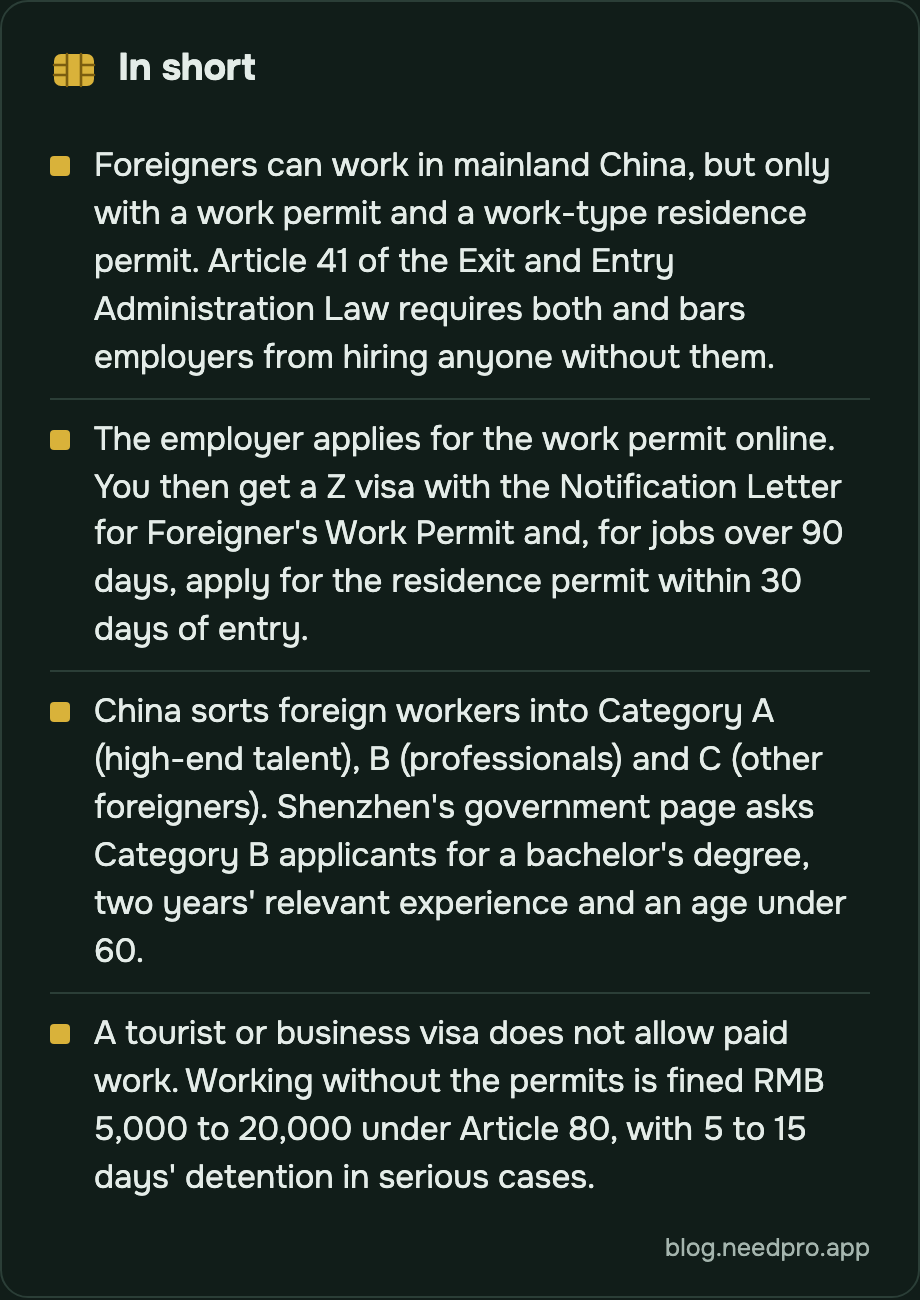 In short
Foreigners can work in mainland China, but only
with a work permit and a work-type residence
permit. Article 41 of the Exit and Entry
Administration Law requires both and bars
employers from hiring anyone without them.
The employer applies for the work permit online.
You then get a Z visa with the Notification Letter
for Foreigner's Work Permit and, for jobs over 90
days, apply for the residence permit within 30
days of entry.
China sorts foreign workers into Category A
(high-end talent), B (professionals) and C (other
foreigners). Shenzhen's government page asks
Category B applicants for a bachelor's degree,
two years' relevant experience and an age under
60.
A tourist or business visa does not allow paid
work. Working without the permits is fined RMB
5,000 to 20,000 under Article 80, with 5 to 15
days' detention in serious cases.
blog.needpro.app